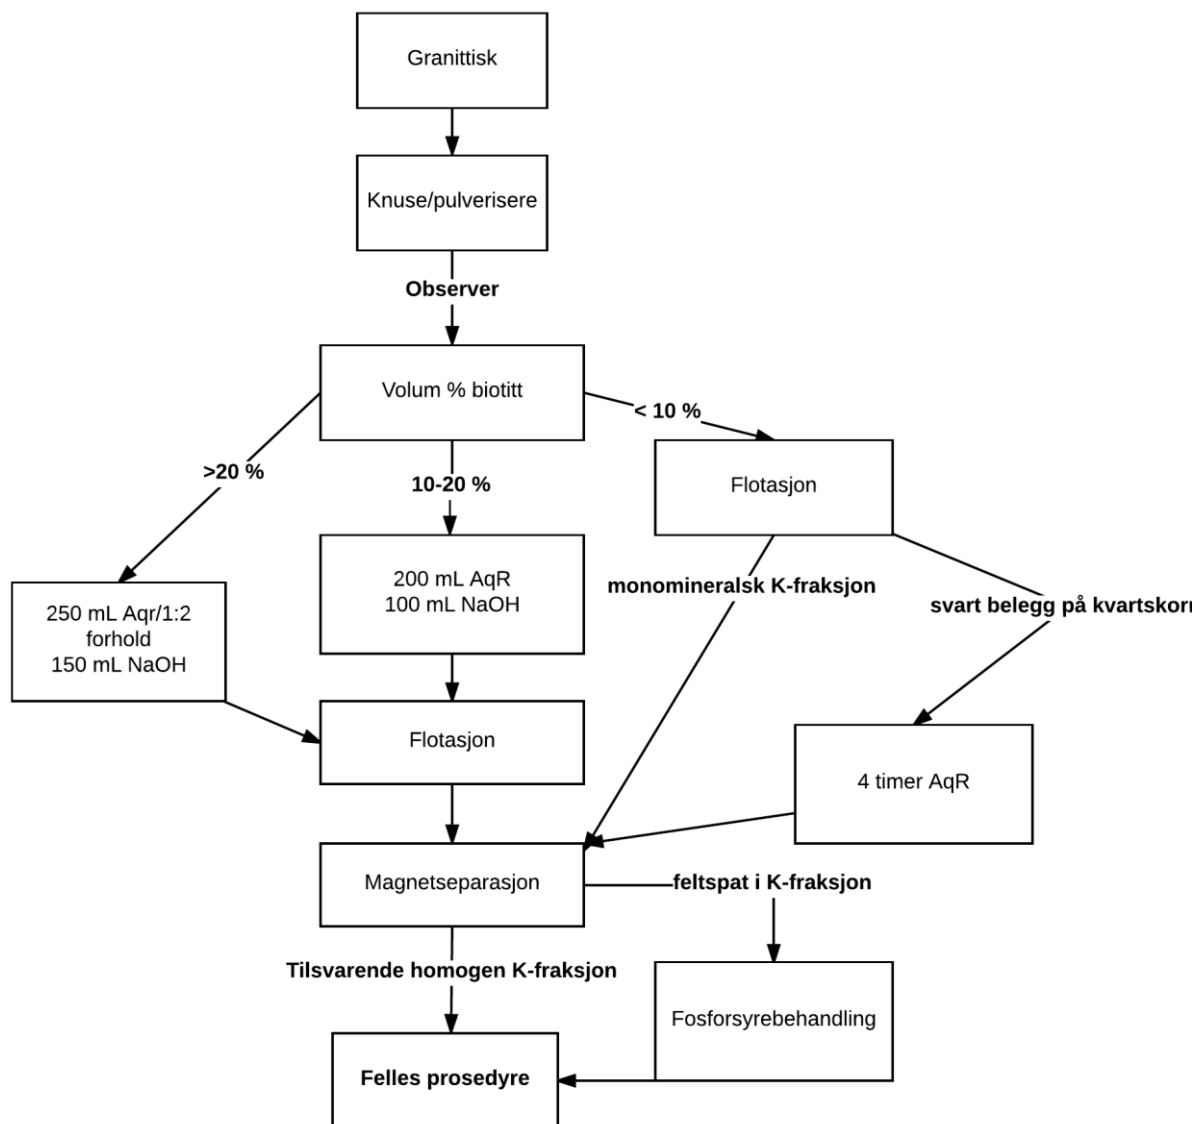 Granittisk
Knuse/pulverisere
Observer
Volum % biotitt
< 10 %
>20 %
10-20 %
Flotasjon
200 mL AqR
100 mL NaOH
monomineralsk K-fraksjon
svart belegg på kvartskorn
250 mL Aqr/1:2
forhold
150 mL NaOH
Flotasjon
4 timer AqR
Magnetseparasjon
feltspat i K-fraksjon
Tilsvarende homogen K-fraksjon
Fosforsyrebehandling
Felles prosedyre